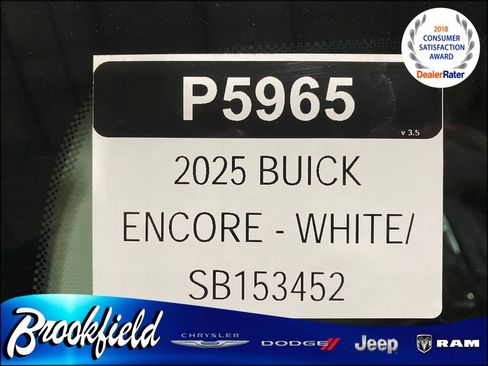 2018
CONSUMER
SATISFACTION
AWARD
DealerRater
P5965
v 3.5
2025 BUICK
ENCORE - WHITE/
SB153452
Brookfield
CHRYSLER
DODGE
Jeep
RAM